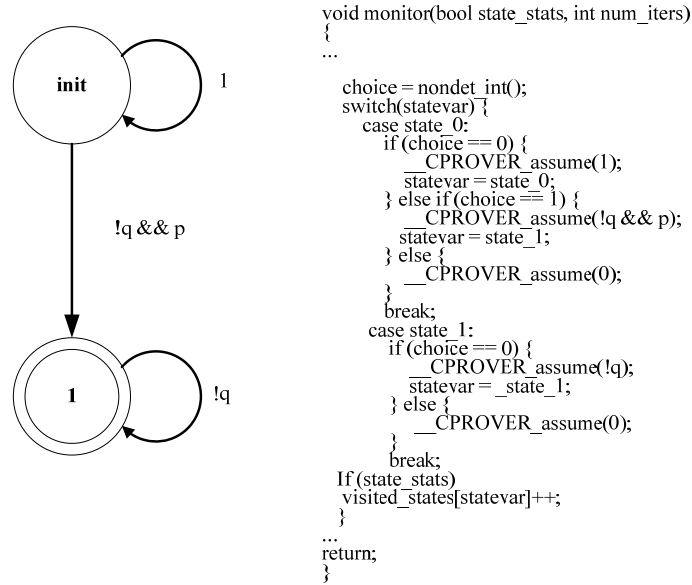 init
1
!q && p
1
!q
void monitor(bool state_stats, int num_iters)
{
...
choice = nondet_int();
switch(statevar) {
case state_0:
if (choice == 0) {
__CPROVER_assume(1);
statevar = state_0;
} else if (choice == 1) {
__CPROVER_assume(!q && p);
statevar = state_1;
} else {
__CPROVER_assume(0);
}
break;
case state_1:
if (choice == 0) {
__CPROVER_assume(!q);
statevar = _state_1;
} else {
__CPROVER_assume(0);
}
break;
If (state_stats)
visited_states[statevar]++;
}
...
return;
}